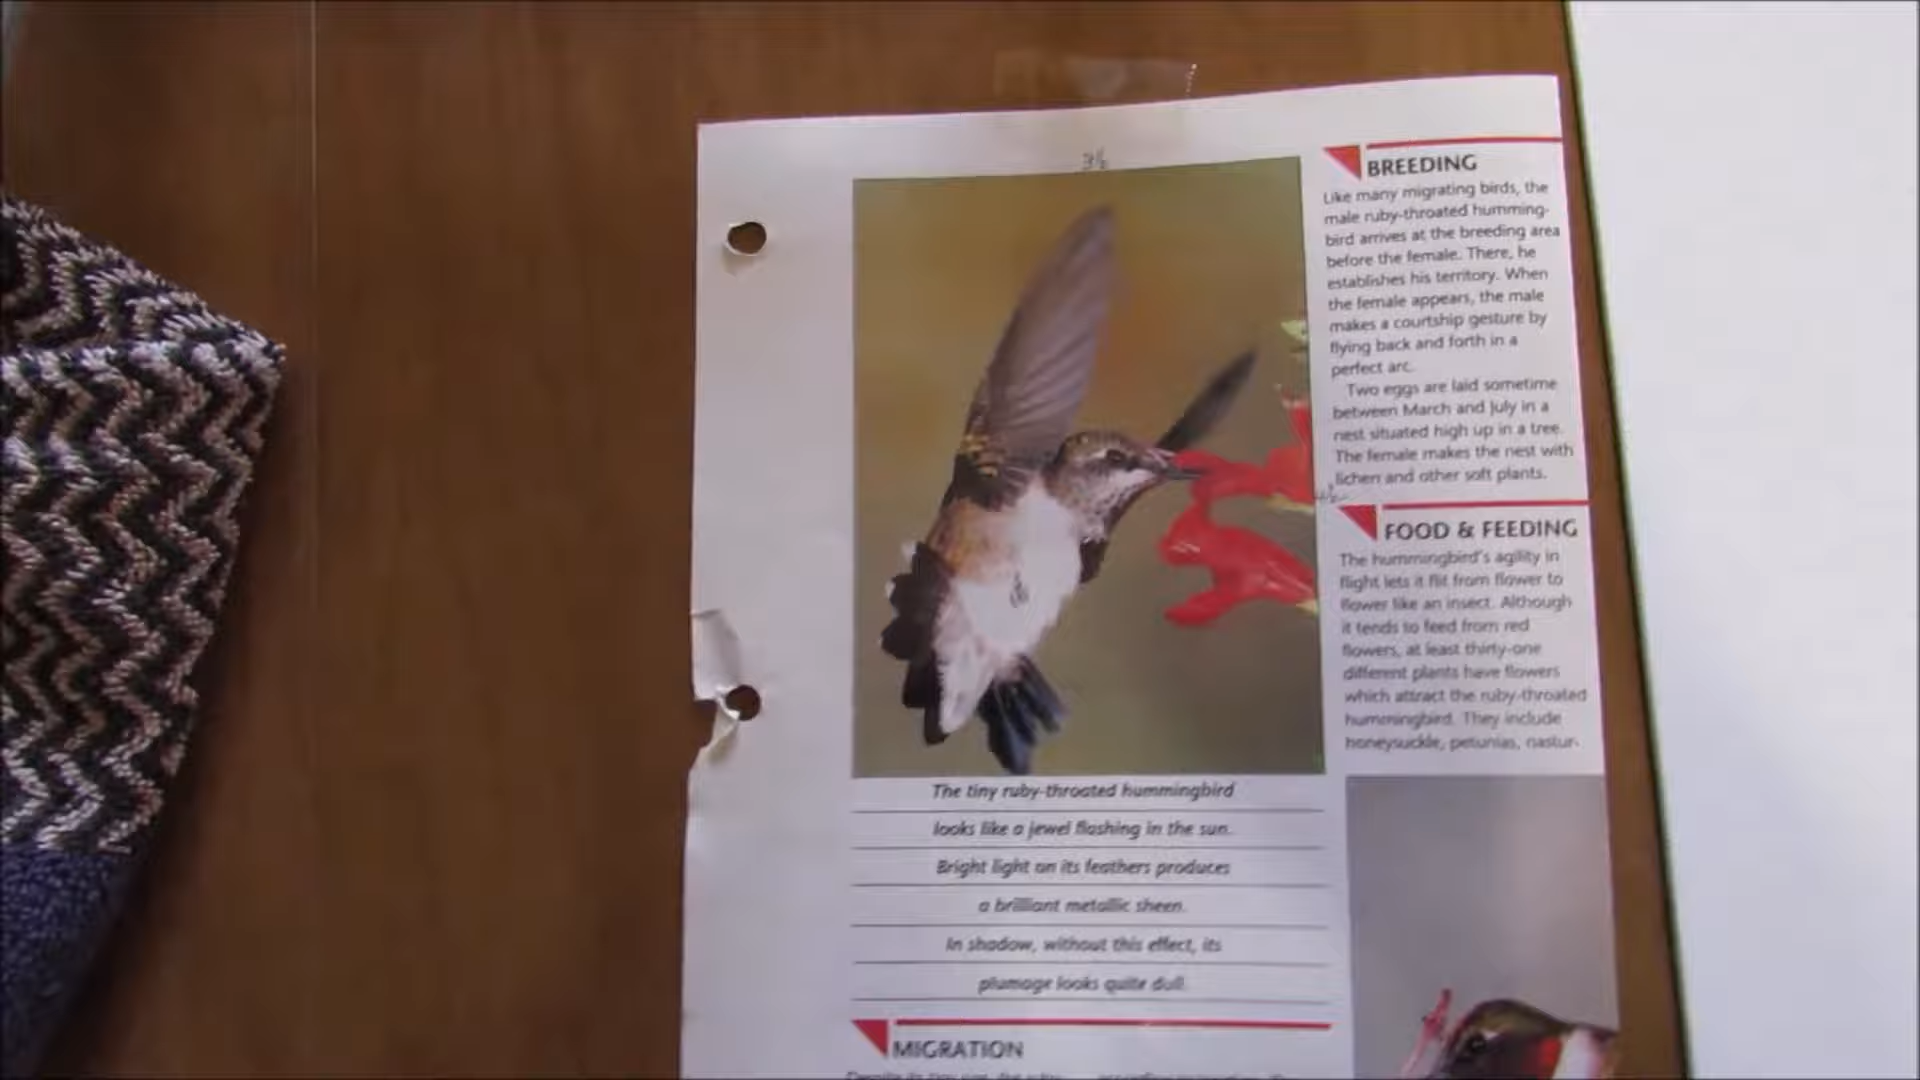 BREEDING
Like many migrating birds, the
male ruby-throated humming-
bird arrives at the breeding area
before the female. There, he
establishes his territory. When
the female appears, the male
makes a courtship gesture by
flying back and forth in a
perfect arc.
Two eggs are laid sometime
between March and July in a
nest situated high up in a tree.
The female makes the nest with
lichen and other soft plants.
FOOD & FEEDING
The hummingbird's agility in
flight lets it flit from flower to
flower like an insect. Although
it tends to feed from red
flowers, at least thirty-one
different plants have flowers
which attract the ruby-throated
hummingbird. They include
honeysuckle, petunias, nastur-
The tiny ruby-throated hummingbird
looks like a jewel flashing in the sun.
Bright light on its feathers produces
a brilliant metallic sheen.
In shadow, without this effect, its
plumage looks quite dull.
MIGRATION